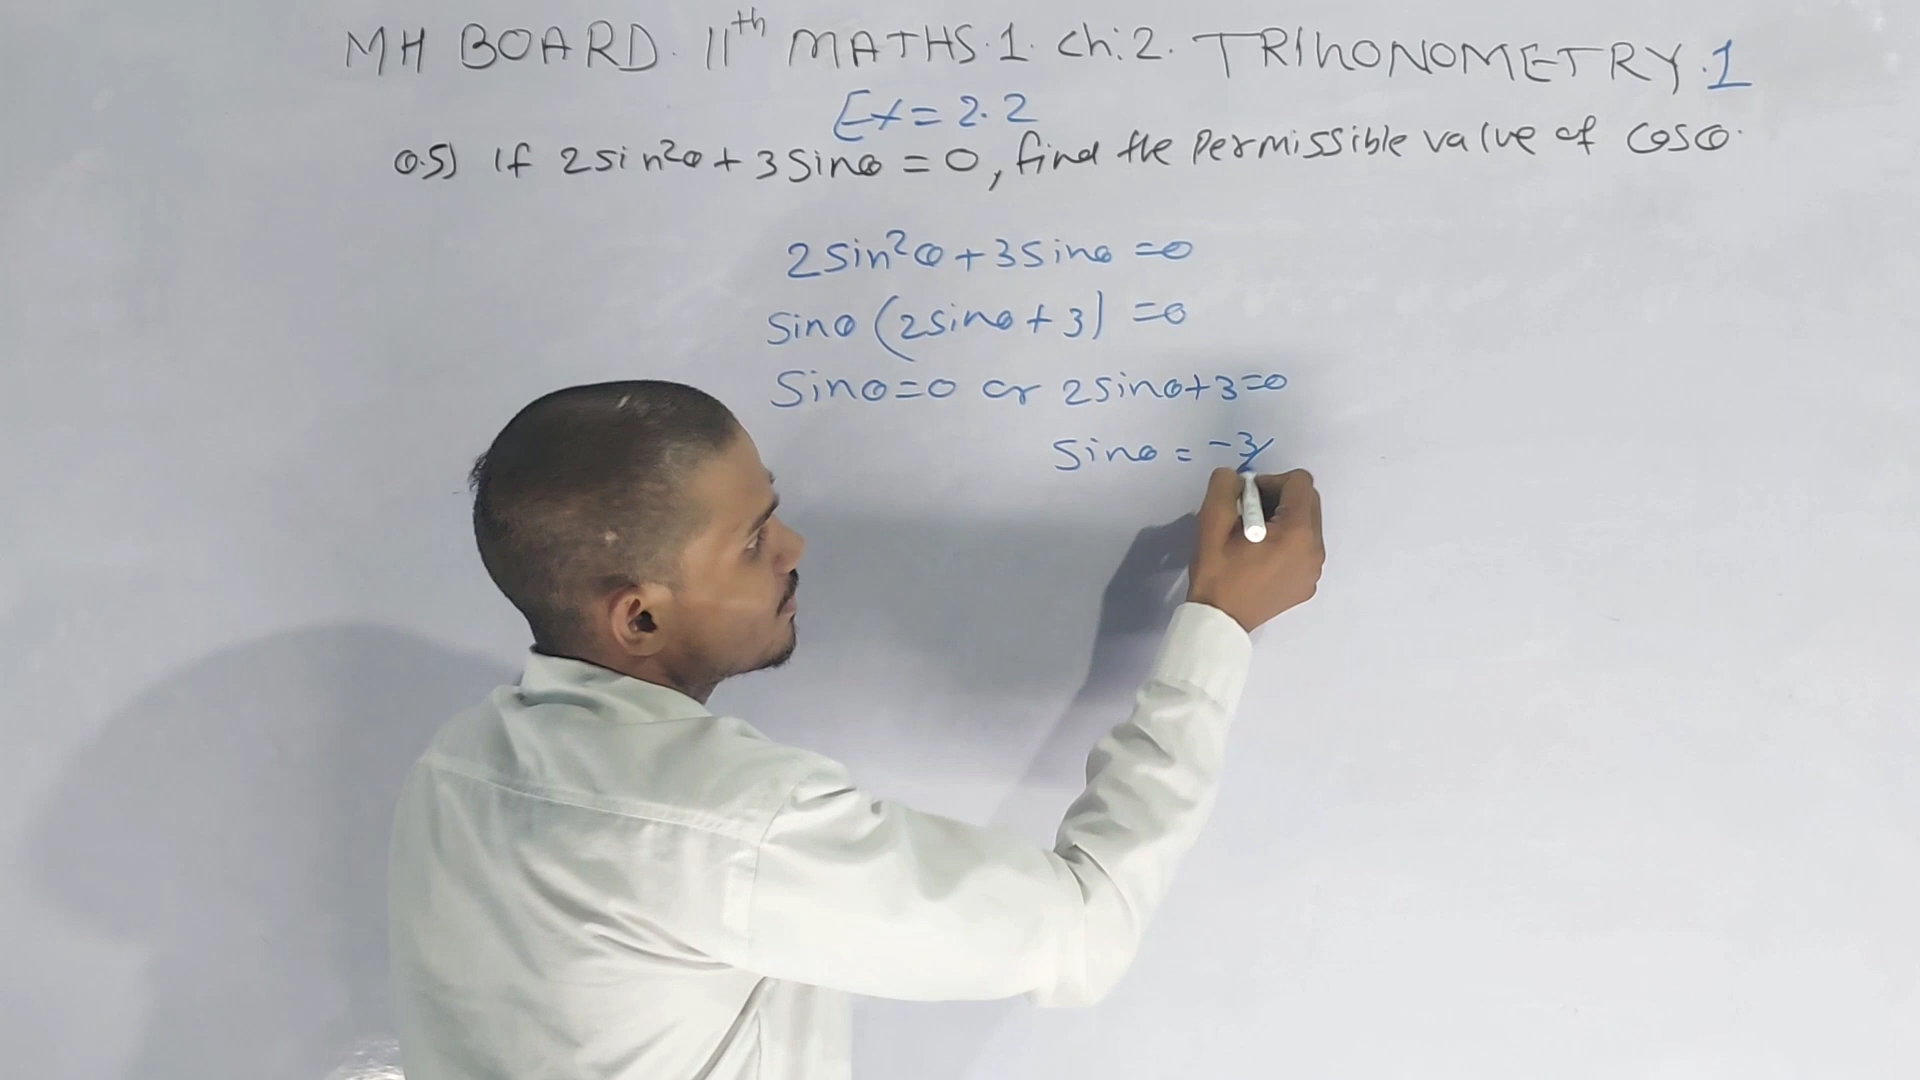 MH BOARD. 11th MATHS.1. Ch:2. TRIGONOMETRY.1
Ex=2.2
Q.5) If 2sin²θ+3sinθ=0, find the permissible value of cosθ.
2sin²θ+3sinθ=0
sinθ(2sinθ+3)=0
sinθ=0 or 2sinθ+3=0
sinθ=-3/